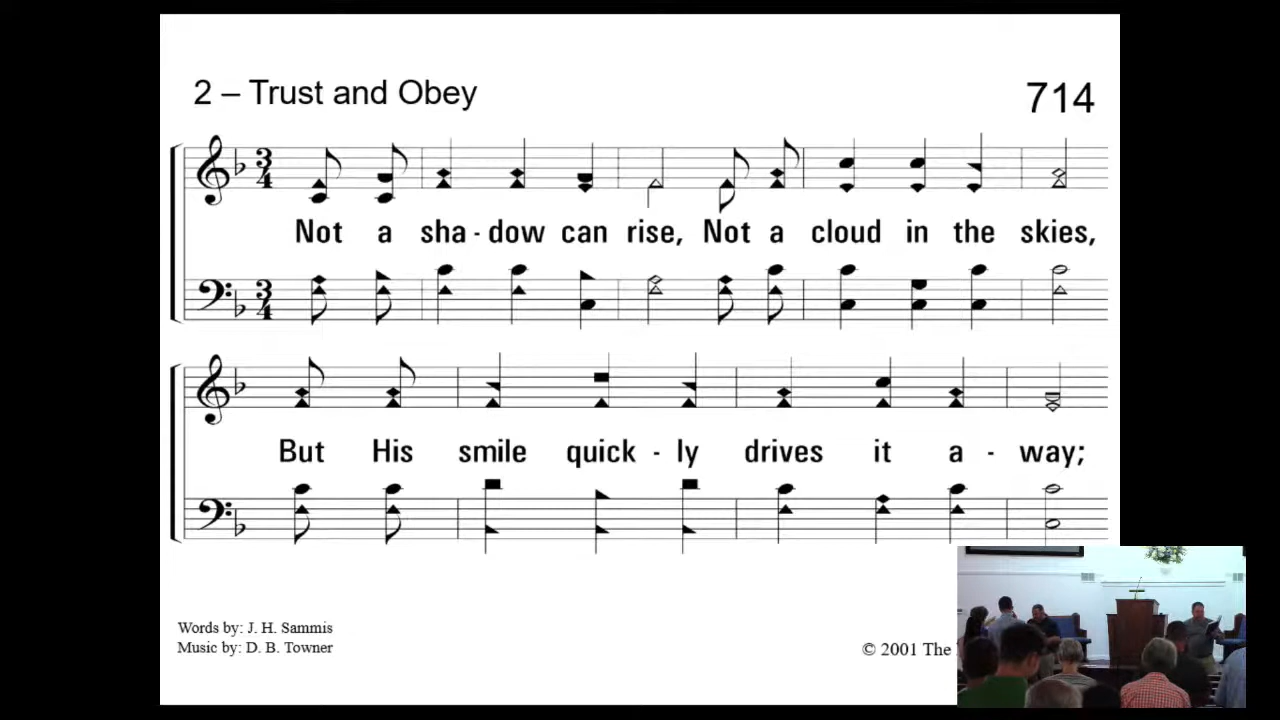 2 – Trust and Obey
714
Not a sha - dow can rise, Not a cloud in the skies,
But His smile quick - ly drives it a - way;
Words by: J. H. Sammis
Music by: D. B. Towner
© 2001 The